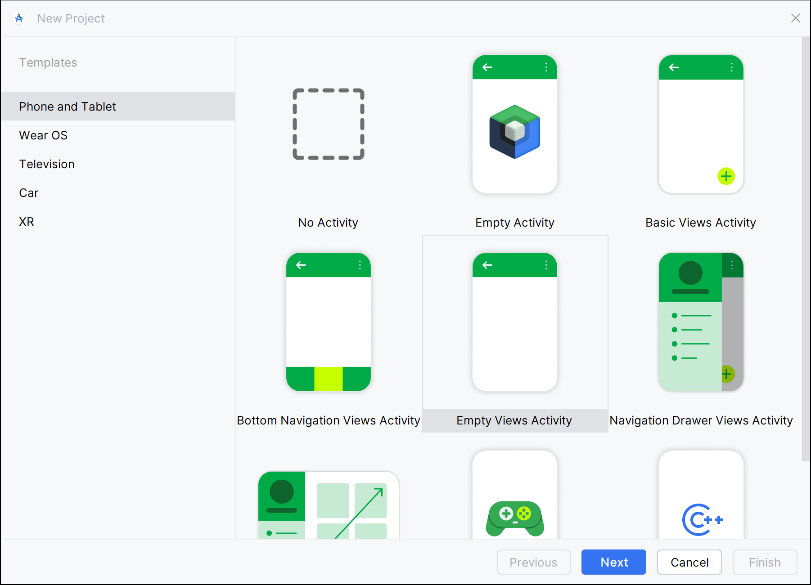 New Project
Templates
Phone and Tablet
Wear OS
Television
Car
XR
No Activity
Empty Activity
Basic Views Activity
Bottom Navigation Views Activity
Empty Views Activity
Navigation Drawer Views Activity
C++
Previous
Next
Cancel
Finish